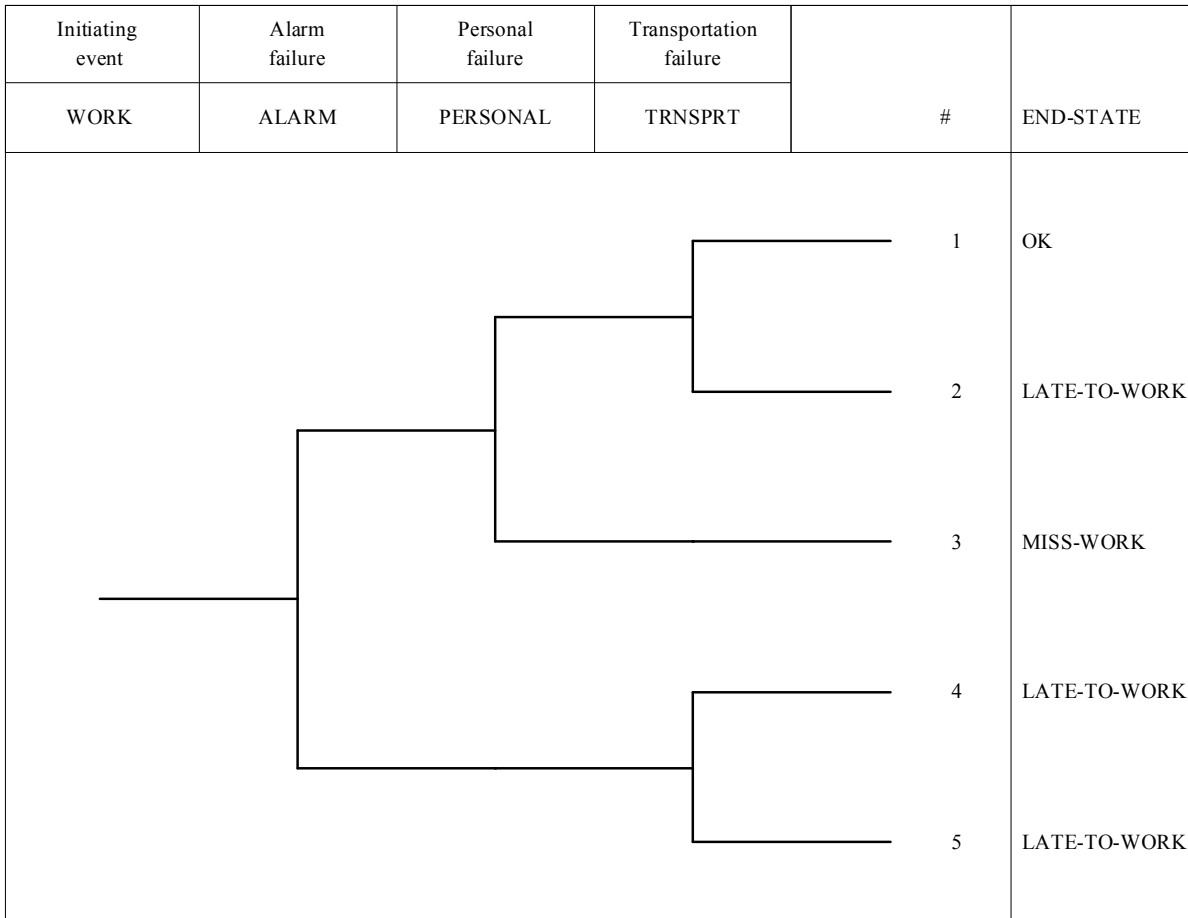 Initiating
event
Alarm
failure
Personal
failure
Transportation
failure
WORK
ALARM
PERSONAL
TRNSPRT
#
END-STATE
1 OK
2 LATE-TO-WORK
3 MISS-WORK
4 LATE-TO-WORK
5 LATE-TO-WORK